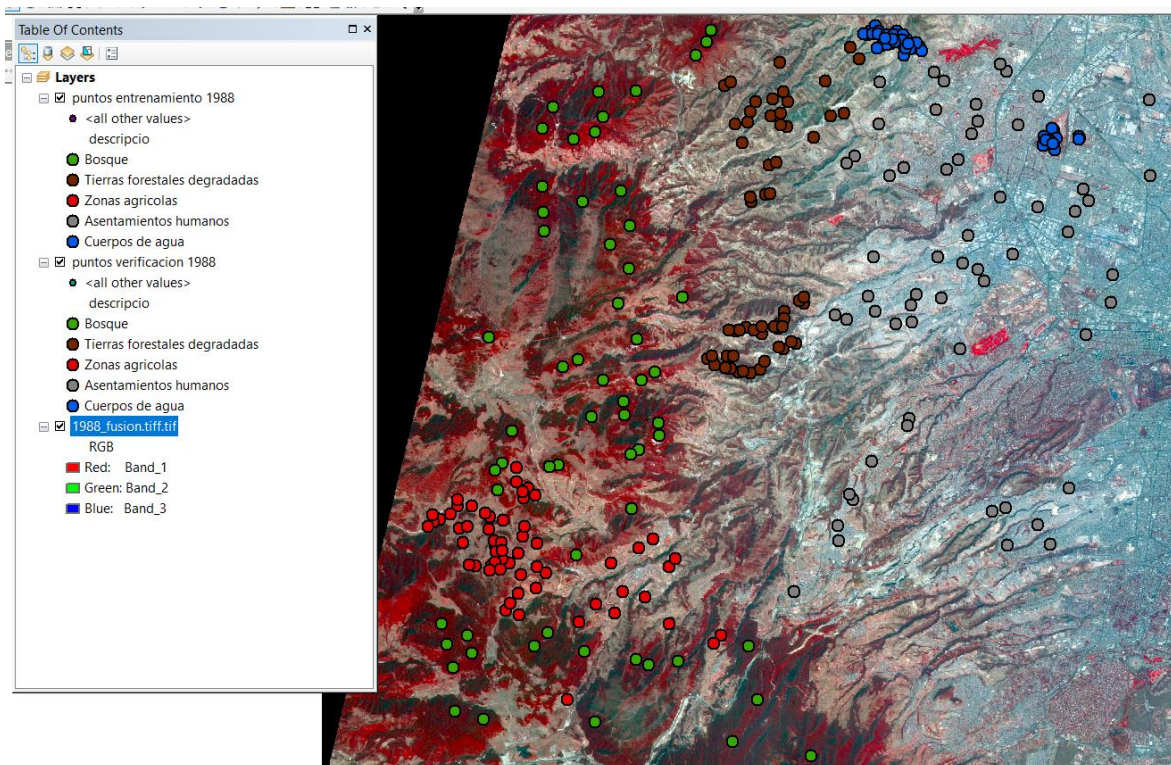 Table Of Contents
Layers
puntos entrenamiento 1988
<all other values>
descripcio
Bosque
Tierras forestales degradadas
Zonas agricolas
Asentamientos humanos
Cuerpos de agua
puntos verificacion 1988
<all other values>
descripcio
Bosque
Tierras forestales degradadas
Zonas agricolas
Asentamientos humanos
Cuerpos de agua
1988_fusion.tiff.tif
RGB
Red: Band_1
Green: Band_2
Blue: Band_3